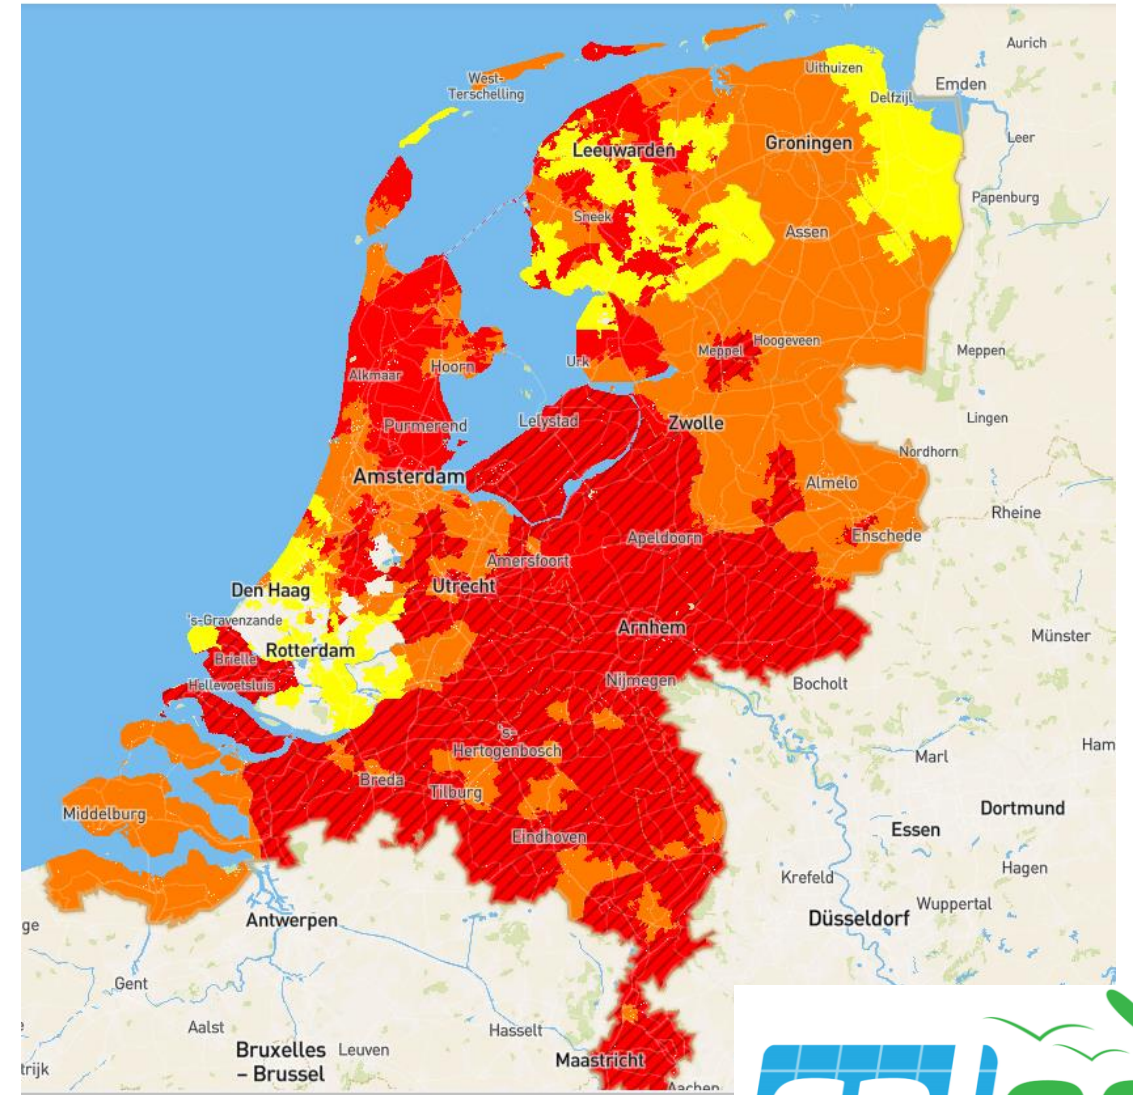 Aurich
Uithuizen
West-
Terschelling
Emden
Delfzijl
Leer
Groningen
Leeuwarden
Papenburg
Sneek
Assen
Hoogeveen
Meppel
Meppen
Urk
Hoorn
Alkmaar
Lelystad
Zwolle
Lingen
Purmerend
Nordhorn
Amsterdam
Almelo
Rheine
Apeldoorn
Enschede
Amersfoort
Den Haag
Utrecht
's-Gravenzande
Arnhem
Münster
Rotterdam
Brielle
Nijmegen
Bocholt
Hellevoetsluis
's-
Hertogenbosch
Ham
Marl
Breda
Tilburg
Dortmund
Middelburg
Essen
Eindhoven
Hagen
Krefeld
Wuppertal
Düsseldorf
Antwerpen
ge
Gent
Aalst
Hasselt
Bruxelles
– Brussel
Leuven
Maastricht
trijk
Aachen